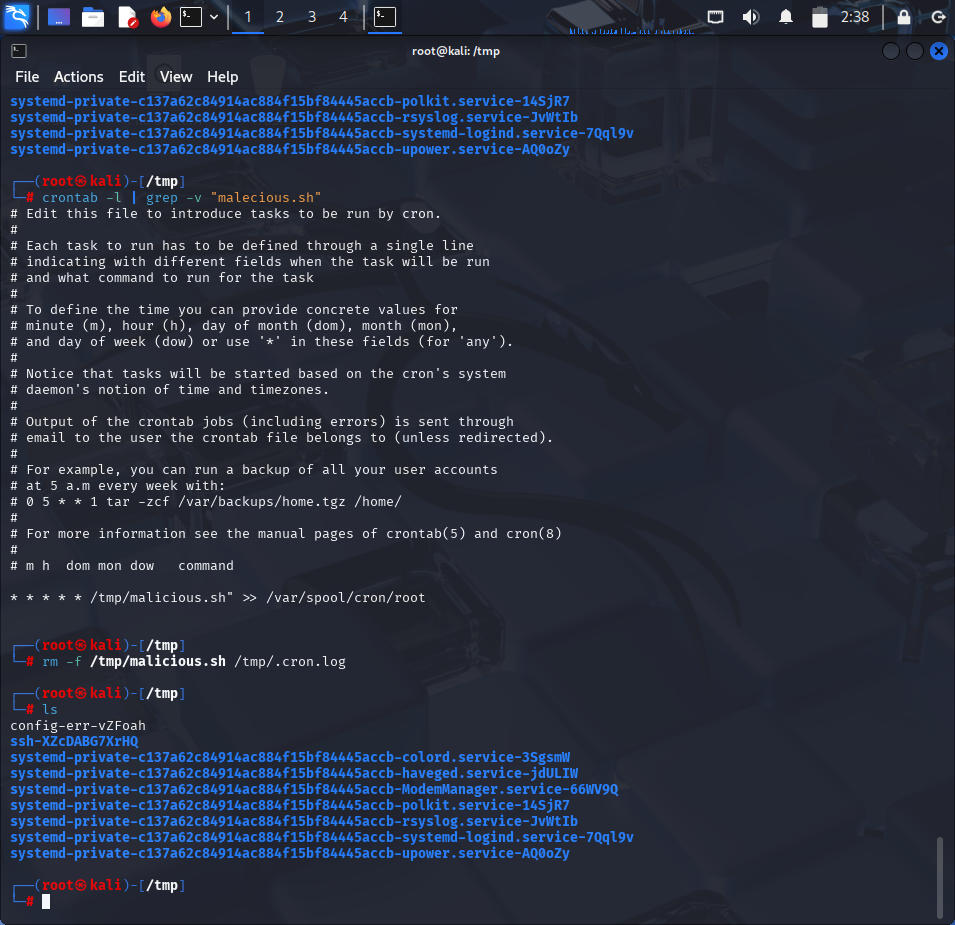 1 2 3 4 2:38
root@kali: /tmp
File Actions Edit View Help
systemd-private-c137a62c84914ac884f15bf84445accb-polkit.service-14SjR7
systemd-private-c137a62c84914ac884f15bf84445accb-rsyslog.service-JvWtIb
systemd-private-c137a62c84914ac884f15bf84445accb-systemd-logind.service-7Qql9v
systemd-private-c137a62c84914ac884f15bf84445accb-upower.service-AQ0oZy
┌──(root㉿kali)-[/tmp]
└─# crontab -l | grep -v "malecious.sh"
# Edit this file to introduce tasks to be run by cron.
#
# Each task to run has to be defined through a single line
# indicating with different fields when the task will be run
# and what command to run for the task
#
# To define the time you can provide concrete values for
# minute (m), hour (h), day of month (dom), month (mon),
# and day of week (dow) or use '*' in these fields (for 'any').
#
# Notice that tasks will be started based on the cron's system
# daemon's notion of time and timezones.
#
# Output of the crontab jobs (including errors) is sent through
# email to the user the crontab file belongs to (unless redirected).
#
# For example, you can run a backup of all your user accounts
# at 5 a.m every week with:
# 0 5 * * 1 tar -zcf /var/backups/home.tgz /home/
#
# For more information see the manual pages of crontab(5) and cron(8)
#
# m h  dom mon dow   command
* * * * * /tmp/malicious.sh" >> /var/spool/cron/root
┌──(root㉿kali)-[/tmp]
└─# rm -f /tmp/malicious.sh /tmp/.cron.log
┌──(root㉿kali)-[/tmp]
└─# ls
config-err-vZFoah
ssh-XZcDABG7XrHQ
systemd-private-c137a62c84914ac884f15bf84445accb-colord.service-3SgsmW
systemd-private-c137a62c84914ac884f15bf84445accb-haveged.service-jdULIW
systemd-private-c137a62c84914ac884f15bf84445accb-ModemManager.service-66WV9Q
systemd-private-c137a62c84914ac884f15bf84445accb-polkit.service-14SjR7
systemd-private-c137a62c84914ac884f15bf84445accb-rsyslog.service-JvWtIb
systemd-private-c137a62c84914ac884f15bf84445accb-systemd-logind.service-7Qql9v
systemd-private-c137a62c84914ac884f15bf84445accb-upower.service-AQ0oZy
┌──(root㉿kali)-[/tmp]
└─#